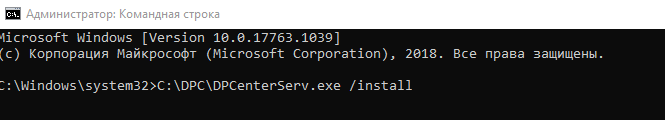 Администратор: Командная строка
Microsoft Windows [Version 10.0.17763.1039]
(c) Корпорация Майкрософт (Microsoft Corporation), 2018. Все права защищены.
C:\Windows\system32>C:\DPC\DPCenterServ.exe /install